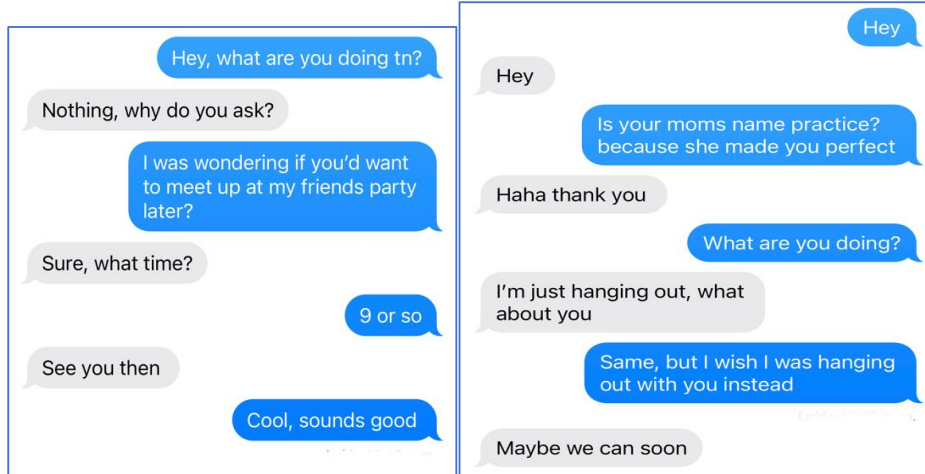 Hey, what are you doing tn?
Nothing, why do you ask?
I was wondering if you'd want
to meet up at my friends party
later?
Sure, what time?
9 or so
See you then
Cool, sounds good
Hey
Hey
Is your moms name practice?
because she made you perfect
Haha thank you
What are you doing?
I'm just hanging out, what
about you
Same, but I wish I was hanging
out with you instead
Maybe we can soon